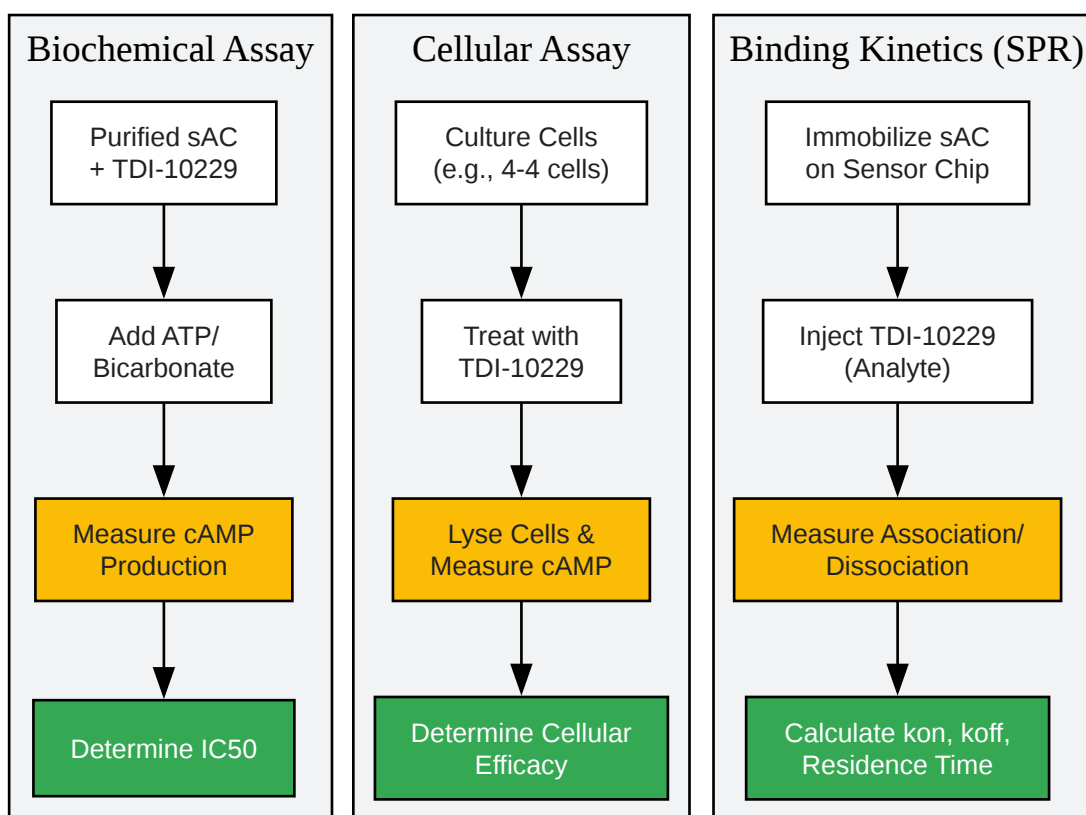 Biochemical Assay
Purified sAC
+ TDI-10229
Add ATP/
Bicarbonate
Measure cAMP
Production
Determine IC50
Cellular Assay
Culture Cells
(e.g., 4-4 cells)
Treat with
TDI-10229
Lyse Cells &
Measure cAMP
Determine Cellular
Efficacy
Binding Kinetics (SPR)
Immobilize sAC
on Sensor Chip
Inject TDI-10229
(Analyte)
Measure Association/
Dissociation
Calculate kon, koff,
Residence Time